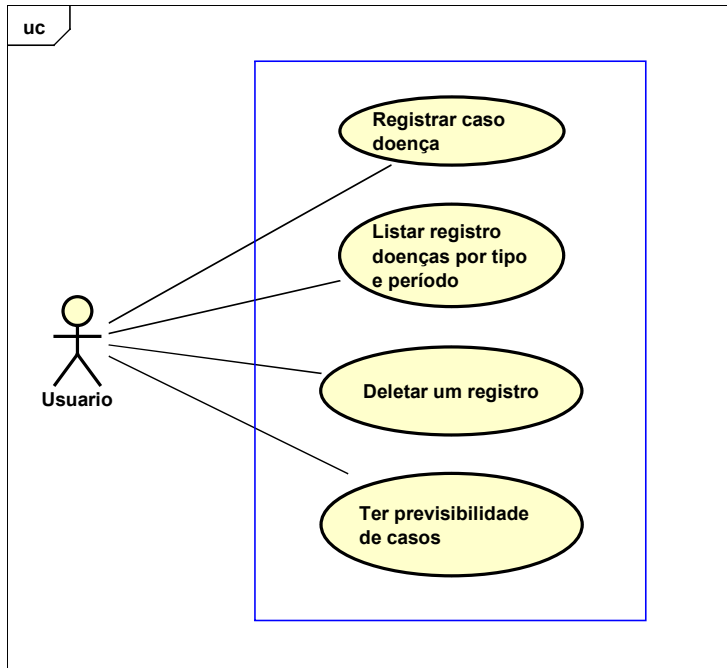 uc
Registrar caso
doença
Listar registro
doenças por tipo
e período
Usuario
Deletar um registro
Ter previsibilidade
de casos